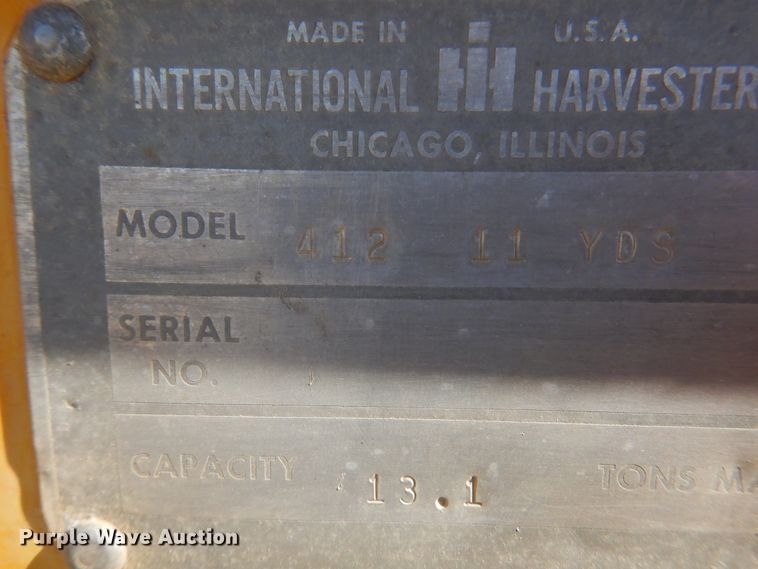 MADE IN U.S.A.
INTERNATIONAL IH HARVESTER
CHICAGO, ILLINOIS
MODEL 412 11 YDS
SERIAL
NO.
CAPACITY 13.1 TONS
Purple Wave Auction